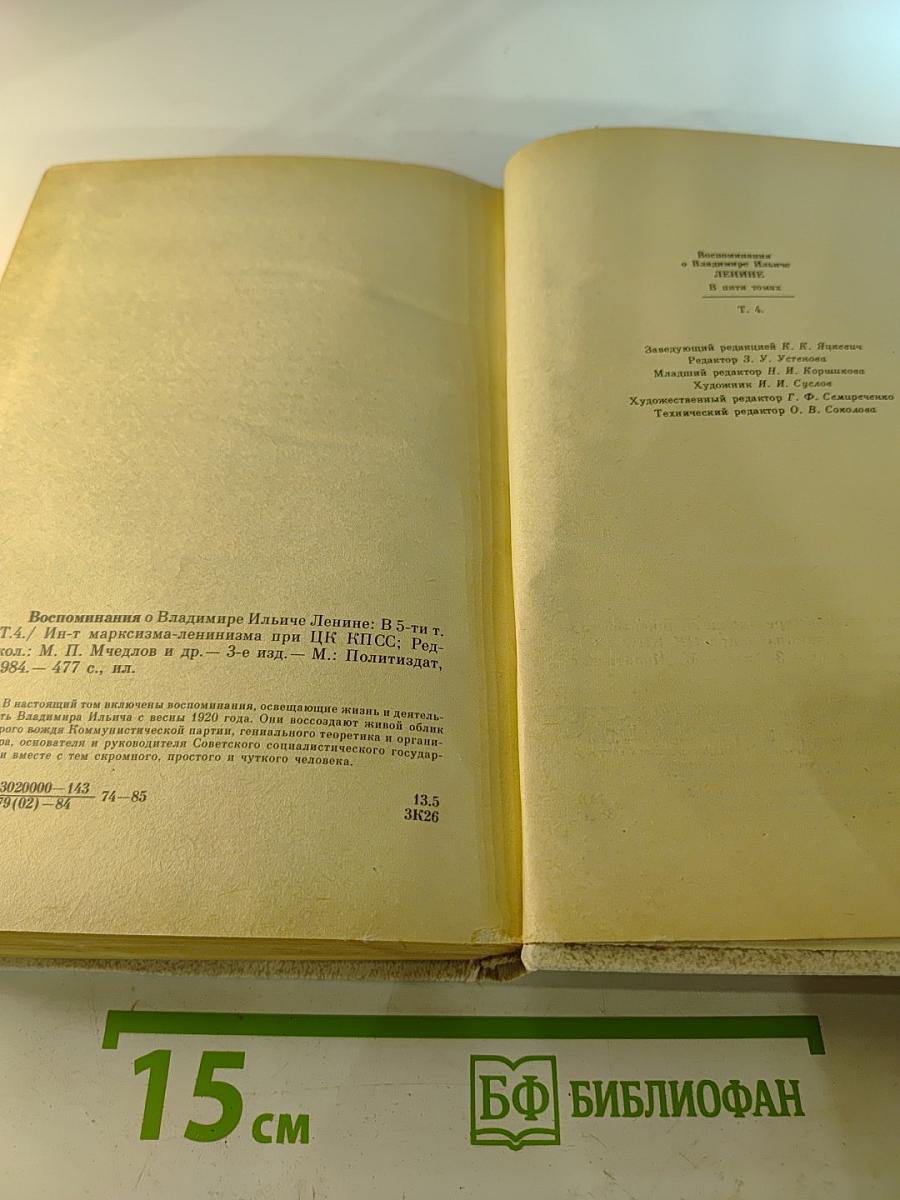 Воспоминания о Владимире Ильиче Ленине: В 5-ти т.
Т.4./ Ин-т марксизма-ленинизма при ЦК КПСС; Ред-
кол.: М. П. Мчедлов и др.— 3-е изд.— М.: Политиздат,
984.— 477 с., ил.
В настоящий том включены воспоминания, освещающие жизнь и деятель-
ть Владимира Ильича с весны 1920 года. Они воссоздают живой облик
рого вождя Коммунистической партии, гениального теоретика и органи-
ра, основателя и руководителя Советского социалистического государ-
и вместе с тем скромного, простого и чуткого человека.
3020000—143
79(02)—84
74—85
13.5
3К26
Воспоминания
о Владимире Ильиче
ЛЕНИНЕ
В пяти томах
Т. 4.
Заведующий редакцией К. К. Яцкевич
Редактор З. У. Устенова
Младший редактор Н. И. Коршикова
Художник И. И. Суслов
Художественный редактор Г. Ф. Семиреченко
Технический редактор О. В. Соколова
15 см
БФ БИБЛИОФАН